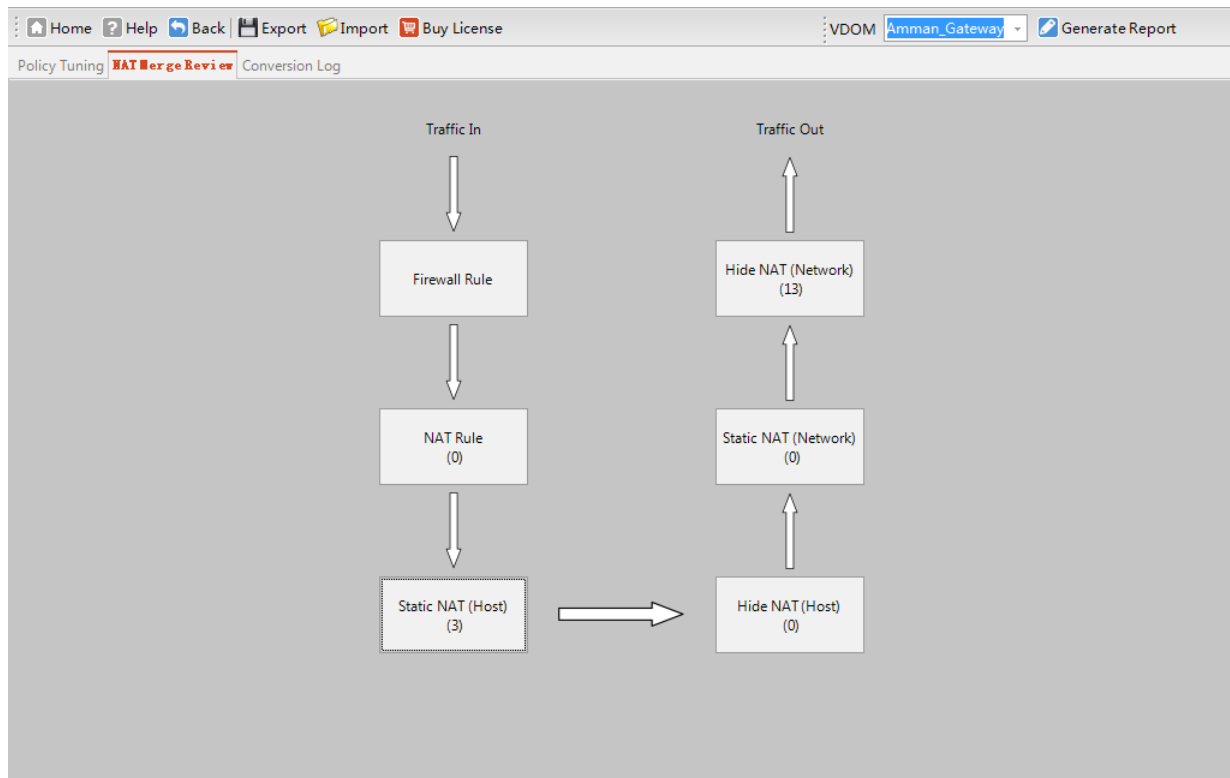 Home Help Back Export Import Buy License VDOM Amman_Gateway Generate Report
Policy Tuning NAT Merge Review Conversion Log
Traffic In
Traffic Out
Firewall Rule
Hide NAT (Network)
(13)
NAT Rule
(0)
Static NAT (Network)
(0)
Static NAT (Host)
(3)
Hide NAT (Host)
(0)